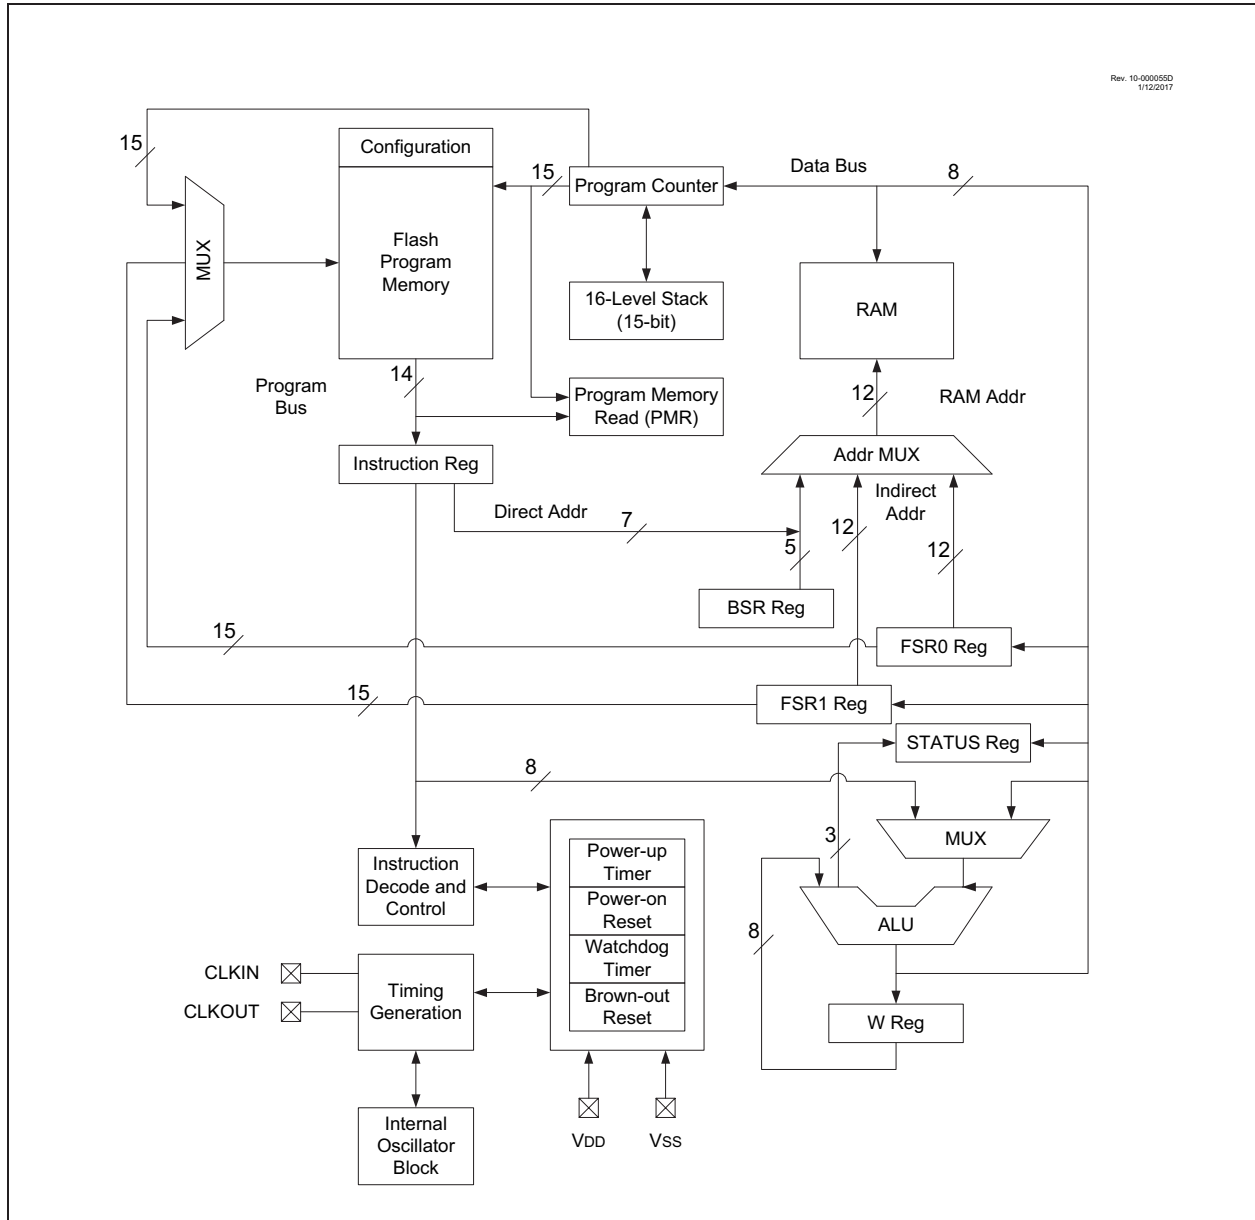 Rev. 10-000055D
1/12/2017
15
Configuration
15
Program Counter
Data Bus
8
MUX
Flash
Program
Memory
16-Level Stack
(15-bit)
RAM
14
Program
Bus
Program Memory
Read (PMR)
12
RAM Addr
Instruction Reg
Addr MUX
Direct Addr
7
Indirect
Addr
12
5
12
BSR Reg
15
FSR0 Reg
15
FSR1 Reg
STATUS Reg
8
3
MUX
Instruction
Decode and
Control
Power-up
Timer
Power-on
Reset
Watchdog
Timer
Brown-out
Reset
ALU
8
CLKIN
CLKOUT
Timing
Generation
W Reg
Internal
Oscillator
Block
VDD
VSS